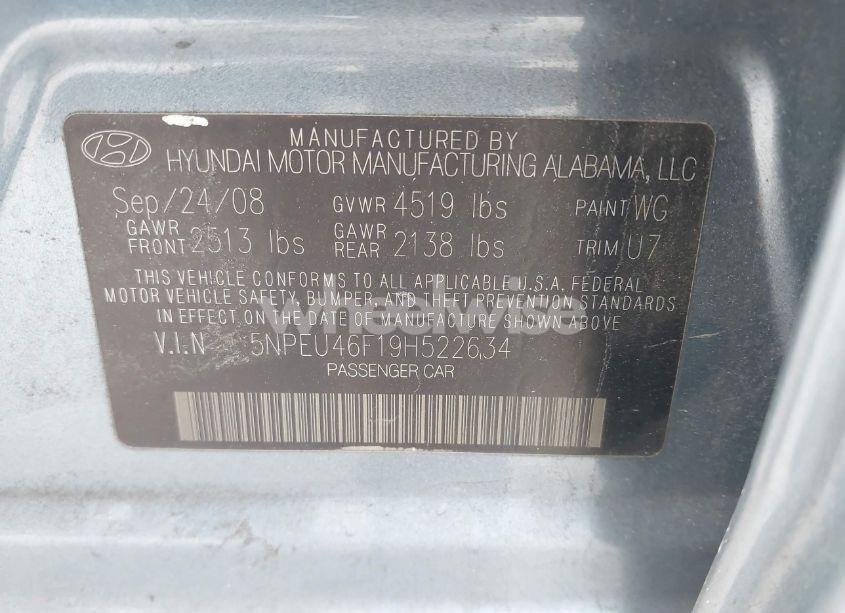 MANUFACTURED BY
HYUNDAI MOTOR MANUFACTURING ALABAMA, LLC
Sep/24/08 GVWR 4519 lbs PAINT WG
GAWR FRONT 2513 lbs GAWR REAR 2138 lbs TRIM U7
THIS VEHICLE CONFORMS TO ALL APPLICABLE U.S.A. FEDERAL
MOTOR VEHICLE SAFETY, BUMPER, AND THEFT PREVENTION STANDARDS
IN EFFECT ON THE DATE OF MANUFACTURE SHOWN ABOVE
wheelwise
V.I.N 5NPEU46F19H522634
PASSENGER CAR